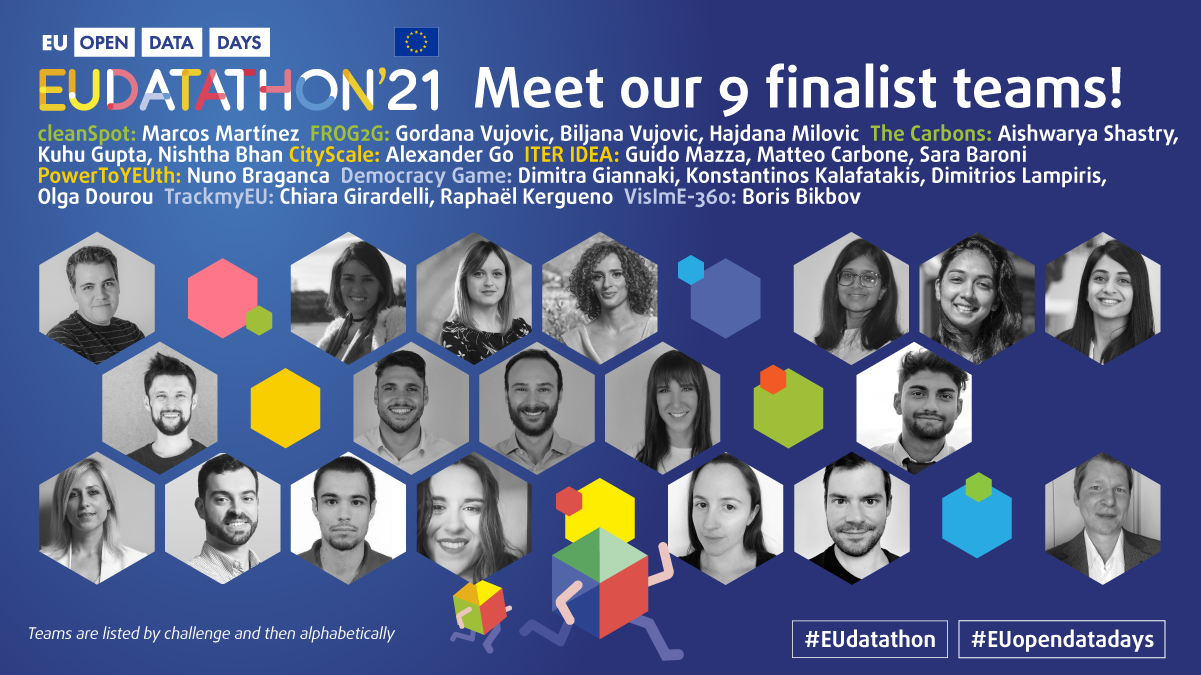 EU OPEN DATA DAYS
EUDATATHON'21 Meet our 9 finalist teams!
cleanSpot: Marcos Martínez FROG2G: Gordana Vujovic, Biljana Vujovic, Hajdana Milovic The Carbons: Aishwarya Shastry,
Kuhu Gupta, Nishtha Bhan CityScale: Alexander Go ITER IDEA: Guido Mazza, Matteo Carbone, Sara Baroni
PowerToYEUth: Nuno Braganca Democracy Game: Dimitra Giannaki, Konstantinos Kalafatakis, Dimitrios Lampiris,
Olga Dourou TrackmyEU: Chiara Girardelli, Raphaël Kergueno VisImE-360: Boris Bikbov
Teams are listed by challenge and then alphabetically
#EUdatathon #EUopendatadays